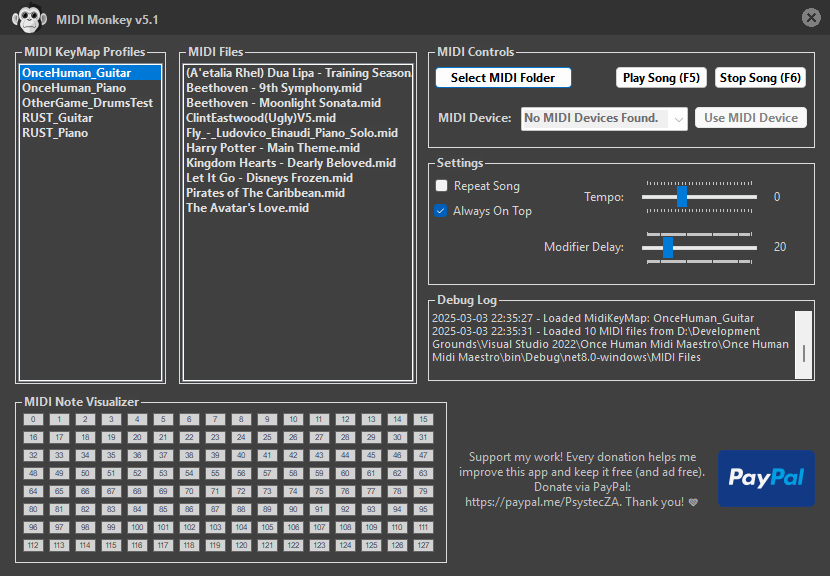 MIDI Monkey v5.1
MIDI KeyMap Profiles
OnceHuman_Guitar
OnceHuman_Piano
OtherGame_DrumsTest
RUST_Guitar
RUST_Piano
MIDI Files
(A'etalia Rhel) Dua Lipa - Training Season.
Beethoven - 9th Symphony.mid
Beethoven - Moonlight Sonata.mid
ClintEastwood(Ugly)V5.mid
Fly_-_Ludovico_Einaudi_Piano_Solo.mid
Harry Potter - Main Theme.mid
Kingdom Hearts - Dearly Beloved.mid
Let It Go - Disneys Frozen.mid
Pirates of The Caribbean.mid
The Avatar's Love.mid
MIDI Controls
Select MIDI Folder Play Song (F5) Stop Song (F6)
MIDI Device: No MIDI Devices Found. Use MIDI Device
Settings
Repeat Song
Always On Top
Tempo: 0
Modifier Delay: 20
Debug Log
2025-03-03 22:35:27 - Loaded MidiKeyMap: OnceHuman_Guitar
2025-03-03 22:35:31 - Loaded 10 MIDI files from D:\Development
Grounds\Visual Studio 2022\Once Human Midi Maestro\Once Human
Midi Maestro\bin\Debug\net8.0-windows\MIDI Files
MIDI Note Visualizer
0 1 2 3 4 5 6 7 8 9 10 11 12 13 14 15
16 17 18 19 20 21 22 23 24 25 26 27 28 29 30 31
32 33 34 35 36 37 38 39 40 41 42 43 44 45 46 47
48 49 50 51 52 53 54 55 56 57 58 59 60 61 62 63
64 65 66 67 68 69 70 71 72 73 74 75 76 77 78 79
80 81 82 83 84 85 86 87 88 89 90 91 92 93 94 95
96 97 98 99 100 101 102 103 104 105 106 107 108 109 110 111
112 113 114 115 116 117 118 119 120 121 122 123 124 125 126 127
Support my work! Every donation helps me
improve this app and keep it free (and ad free).
Donate via PayPal:
https://paypal.me/PsystecZA. Thank you! 🩶
PayPal